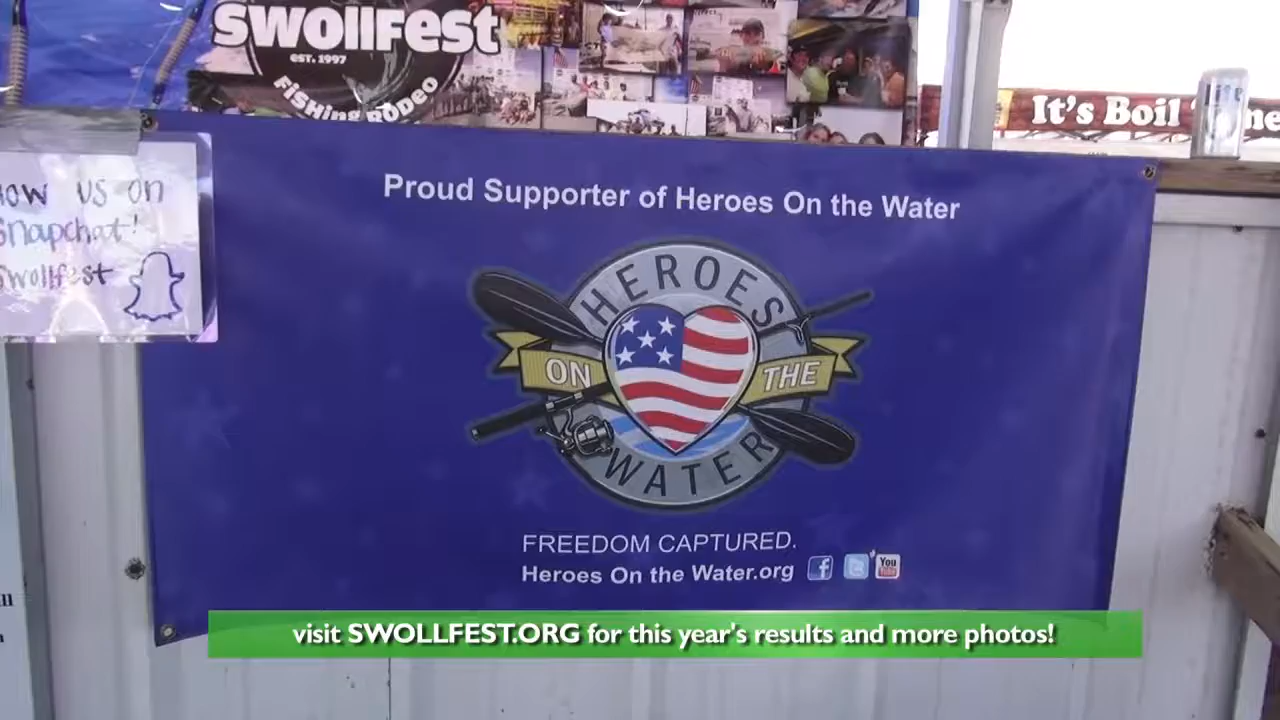 SWOLLFEST
EST. 1997
FISHING RODEO
It's Boil
us on
Snapchat!
Swollfest
Proud Supporter of Heroes On the Water
HEROES
ON THE
WATER
FREEDOM CAPTURED.
Heroes On the Water.org
You
Tube
visit SWOLLFEST.ORG for this year's results and more photos!